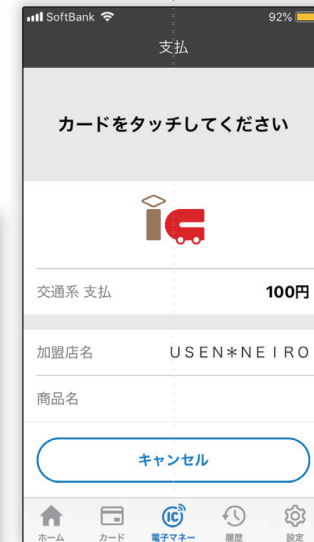 SoftBank 92%
支払
カードをタッチしてください
交通系 支払 100円
加盟店名 ＵＳＥＮ＊ＮＥＩＲＯ
商品名
キャンセル
IC
ホーム カード 電子マネー 履歴 設定